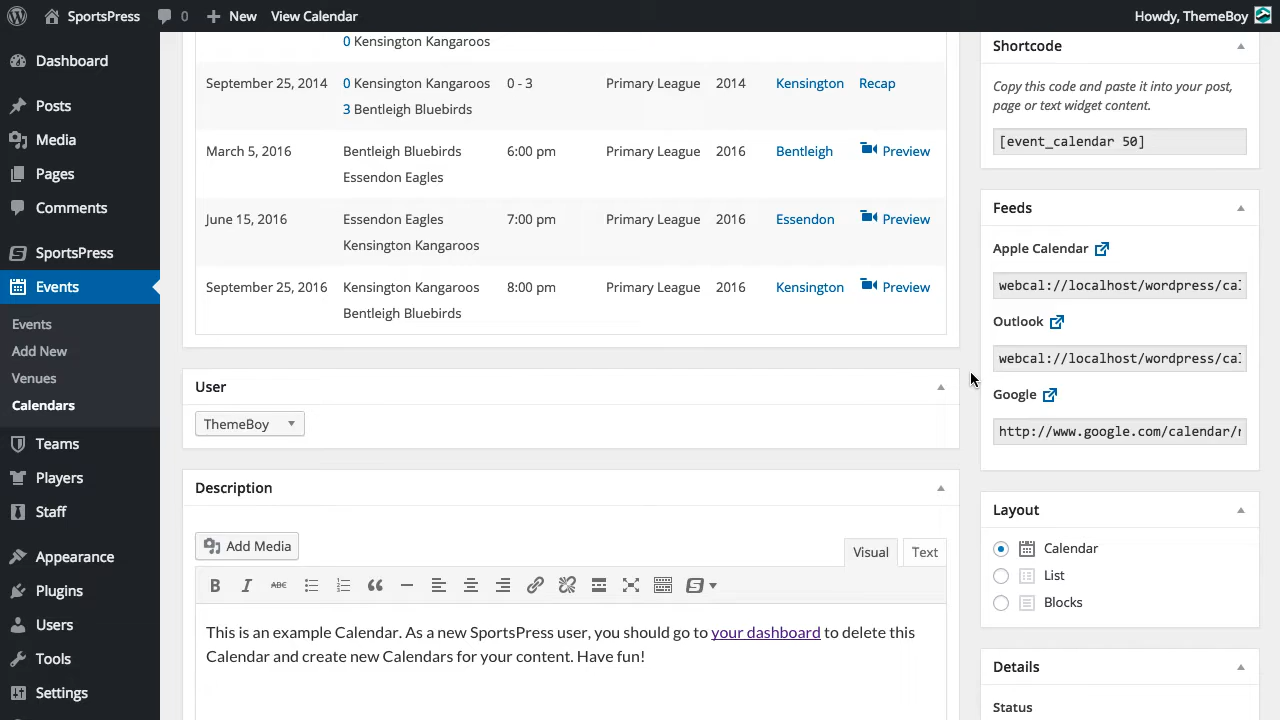 SportsPress 0 New View Calendar Howdy, ThemeBoy
Dashboard
Posts
Media
Pages
Comments
SportsPress
Events
Events
Add New
Venues
Calendars
Teams
Players
Staff
Appearance
Plugins
Users
Tools
Settings
0 Kensington Kangaroos
September 25, 2014 0 Kensington Kangaroos 0 - 3 Primary League 2014 Kensington Recap
3 Bentleigh Bluebirds
March 5, 2016 Bentleigh Bluebirds 6:00 pm Primary League 2016 Bentleigh Preview
Essendon Eagles
June 15, 2016 Essendon Eagles 7:00 pm Primary League 2016 Essendon Preview
Kensington Kangaroos
September 25, 2016 Kensington Kangaroos 8:00 pm Primary League 2016 Kensington Preview
Bentleigh Bluebirds
User
ThemeBoy
Description
Add Media
Visual Text
B I ABC
This is an example Calendar. As a new SportsPress user, you should go to your dashboard to delete this
Calendar and create new Calendars for your content. Have fun!
Shortcode
Copy this code and paste it into your post,
page or text widget content.
[event_calendar 50]
Feeds
Apple Calendar
webcal://localhost/wordpress/cal
Outlook
webcal://localhost/wordpress/cal
Google
http://www.google.com/calendar/r
Layout
Calendar
List
Blocks
Details
Status